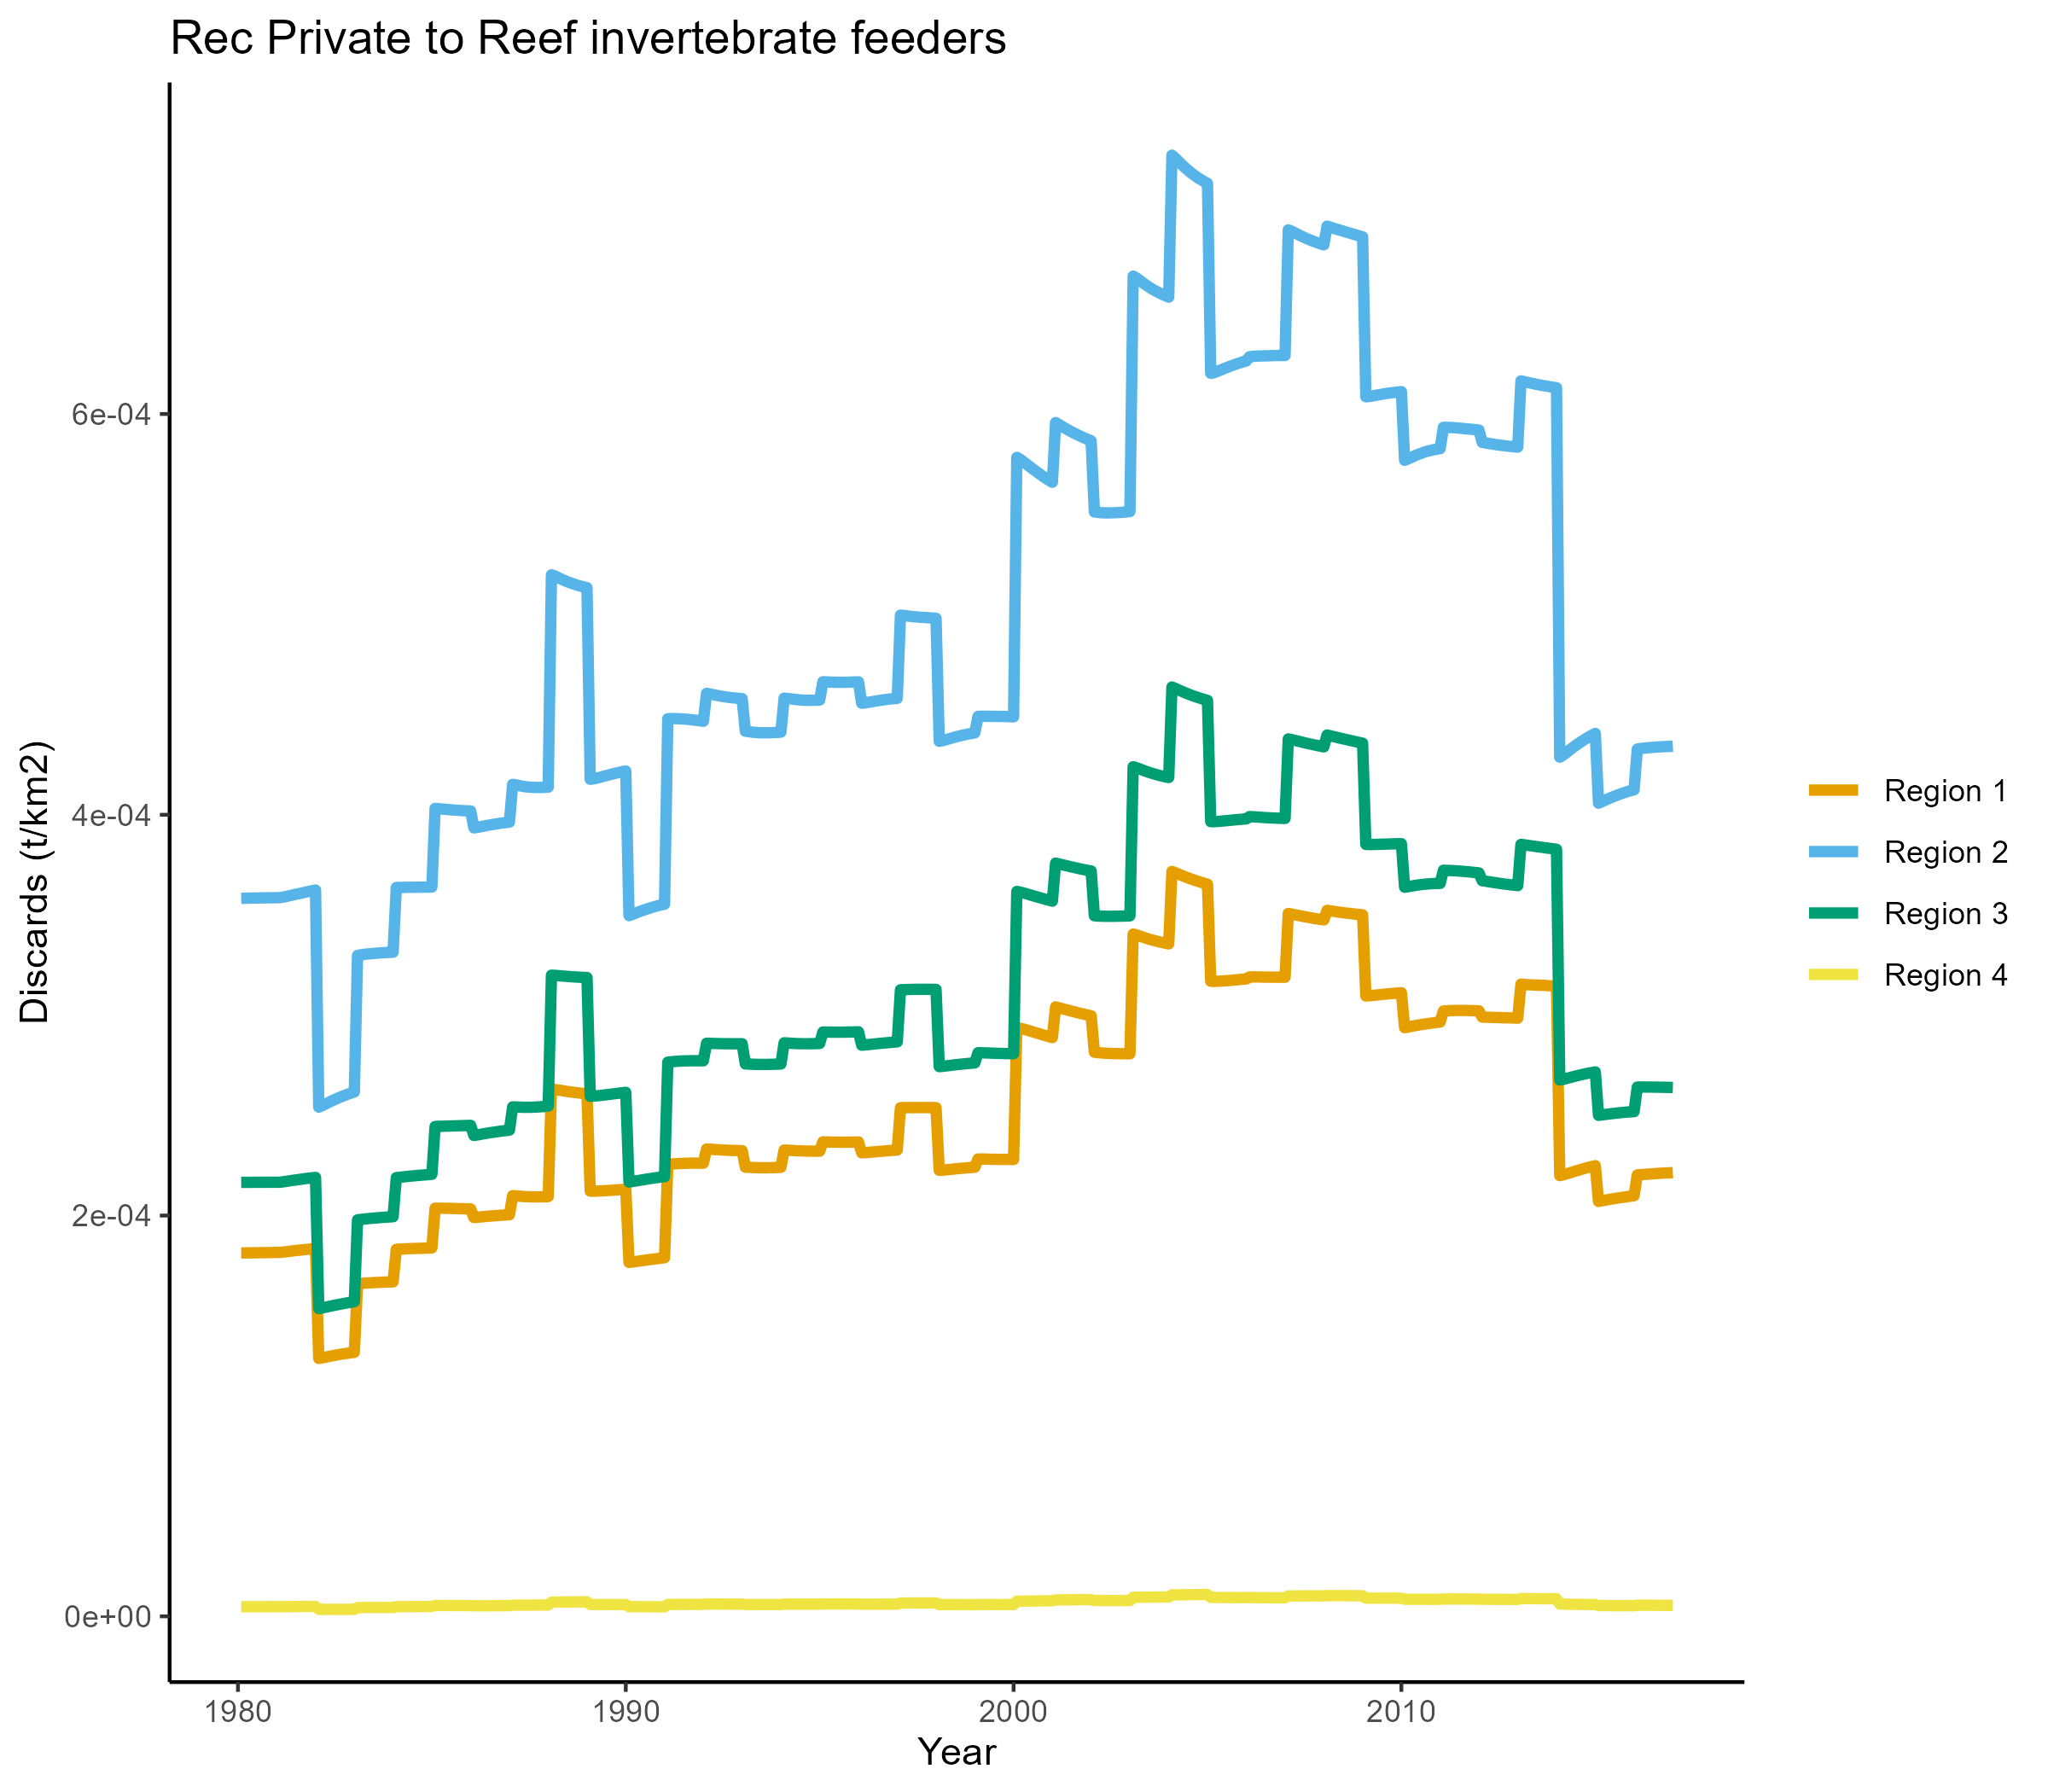 Rec Private to Reef invertebrate feeders
Discards (t/km2)
6e-04
4e-04
2e-04
0e+00
1980
1990
2000
2010
Year
Region 1
Region 2
Region 3
Region 4